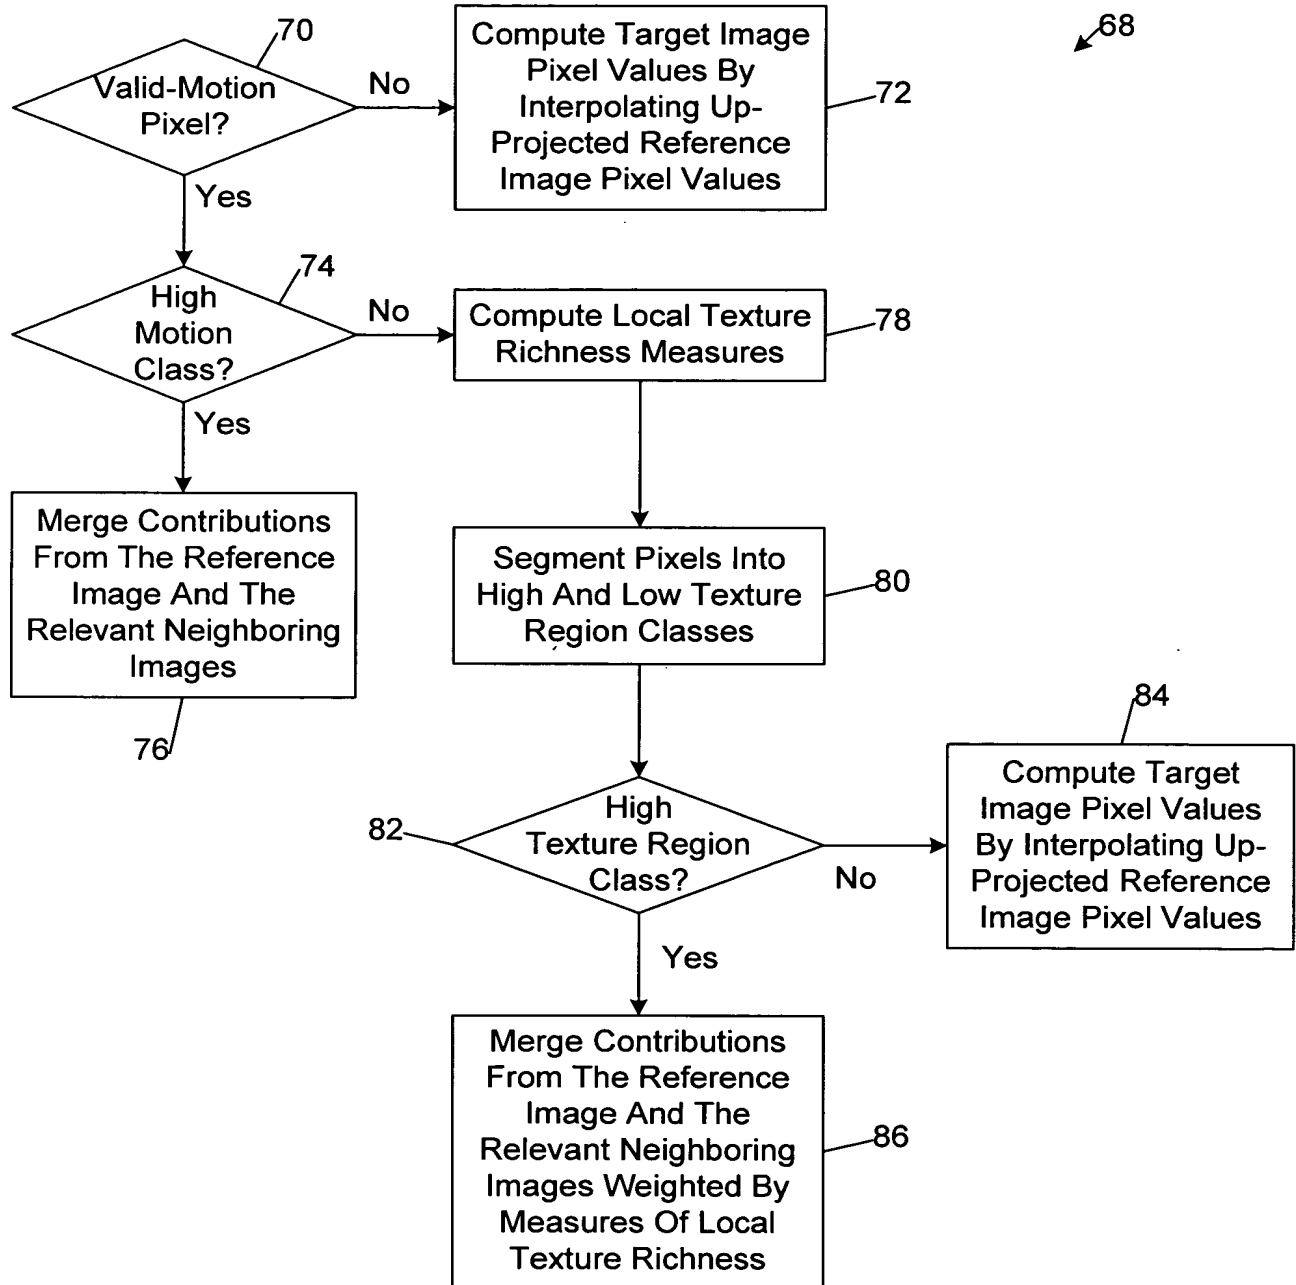 70
Valid-Motion
Pixel?
No
Compute Target Image
Pixel Values By
Interpolating Up-
Projected Reference
Image Pixel Values
72
68
Yes
74
High
Motion
Class?
No
Compute Local Texture
Richness Measures
78
Yes
Merge Contributions
From The Reference
Image And The
Relevant Neighboring
Images
76
Segment Pixels Into
High And Low Texture
Region Classes
80
82
High
Texture Region
Class?
No
84
Compute Target
Image Pixel Values
By Interpolating Up-
Projected Reference
Image Pixel Values
Yes
Merge Contributions
From The Reference
Image And The
Relevant Neighboring
Images Weighted By
Measures Of Local
Texture Richness
86